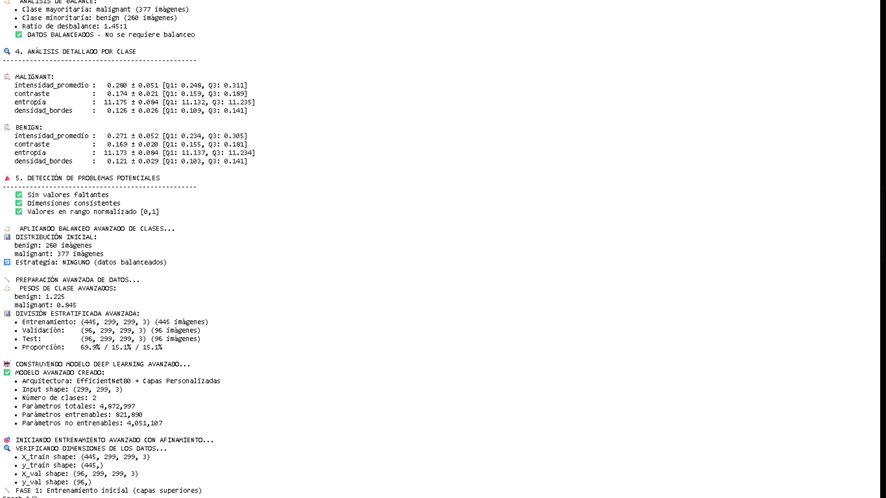 ANÁLISIS DE BALANCE:
• Clase mayoritaria: malignant (377 imágenes)
• Clase minoritaria: benign (260 imágenes)
• Ratio de desbalance: 1.45:1
✅ DATOS BALANCEADOS - No se requiere balanceo
🔍 4. ANÁLISIS DETALLADO POR CLASE
--------------------------------------------------
MALIGNANT:
intensidad_promedio : 0.280 ± 0.051 [Q1: 0.248, Q3: 0.311]
contraste : 0.174 ± 0.021 [Q1: 0.159, Q3: 0.189]
entropia : 11.175 ± 0.084 [Q1: 11.132, Q3: 11.235]
densidad_bordes : 0.126 ± 0.026 [Q1: 0.109, Q3: 0.141]
BENIGN:
intensidad_promedio : 0.271 ± 0.052 [Q1: 0.234, Q3: 0.305]
contraste : 0.169 ± 0.020 [Q1: 0.155, Q3: 0.181]
entropia : 11.173 ± 0.084 [Q1: 11.137, Q3: 11.234]
densidad_bordes : 0.121 ± 0.029 [Q1: 0.103, Q3: 0.141]
5. DETECCIÓN DE PROBLEMAS POTENCIALES
--------------------------------------------------
✅ Sin valores faltantes
✅ Dimensiones consistentes
✅ Valores en rango normalizado [0,1]
APLICANDO BALANCEO AVANZADO DE CLASES...
📊 DISTRIBUCIÓN INICIAL:
benign: 260 imágenes
malignant: 377 imágenes
Estrategia: NINGUNO (datos balanceados)
PREPARACIÓN AVANZADA DE DATOS...
PESOS DE CLASE AVANZADOS:
benign: 1.225
malignant: 0.845
📊 DIVISIÓN ESTRATIFICADA AVANZADA:
• Entrenamiento: (445, 299, 299, 3) (445 imágenes)
• Validación: (96, 299, 299, 3) (96 imágenes)
• Test: (96, 299, 299, 3) (96 imágenes)
• Proporción: 69.9% / 15.1% / 15.1%
CONSTRUYENDO MODELO DEEP LEARNING AVANZADO...
✅ MODELO AVANZADO CREADO:
• Arquitectura: EfficientNetB0 + Capas Personalizadas
• Input shape: (299, 299, 3)
• Número de clases: 2
• Parámetros totales: 4,872,997
• Parámetros entrenables: 821,890
• Parámetros no entrenables: 4,051,107
🎯 INICIANDO ENTRENAMIENTO AVANZADO CON AFINAMIENTO...
🔍 VERIFICANDO DIMENSIONES DE LOS DATOS...
• X_train shape: (445, 299, 299, 3)
• y_train shape: (445,)
• X_val shape: (96, 299, 299, 3)
• y_val shape: (96,)
FASE 1: Entrenamiento inicial (capas superiores)